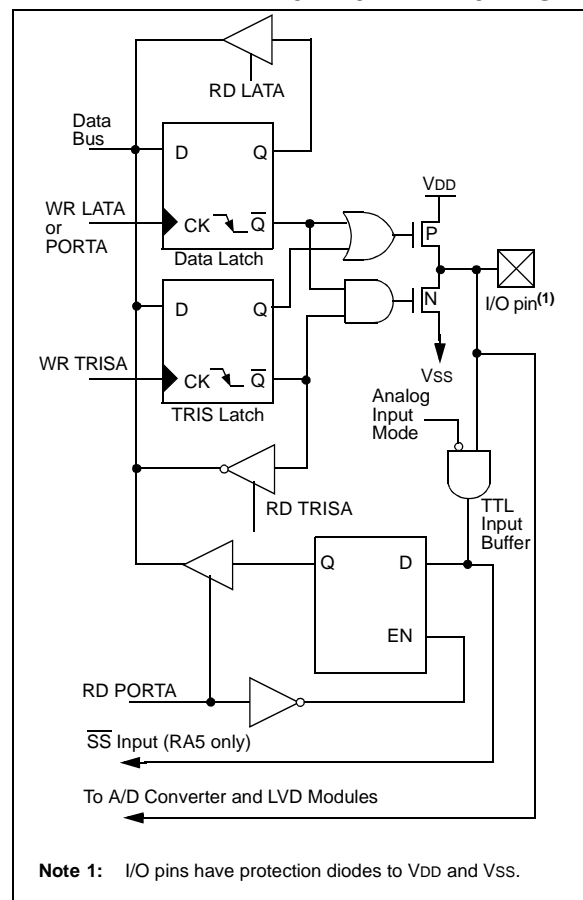 RD LATA
Data
Bus
D Q
WR LATA
or
PORTA
CK Q̅
Data Latch
VDD
P
N
I/O pin(1)
VSS
D Q
WR TRISA
CK Q̅
TRIS Latch
Analog
Input
Mode
RD TRISA
TTL
Input
Buffer
Q D
EN
RD PORTA
S̅S̅ Input (RA5 only)
To A/D Converter and LVD Modules
Note 1: I/O pins have protection diodes to VDD and VSS.